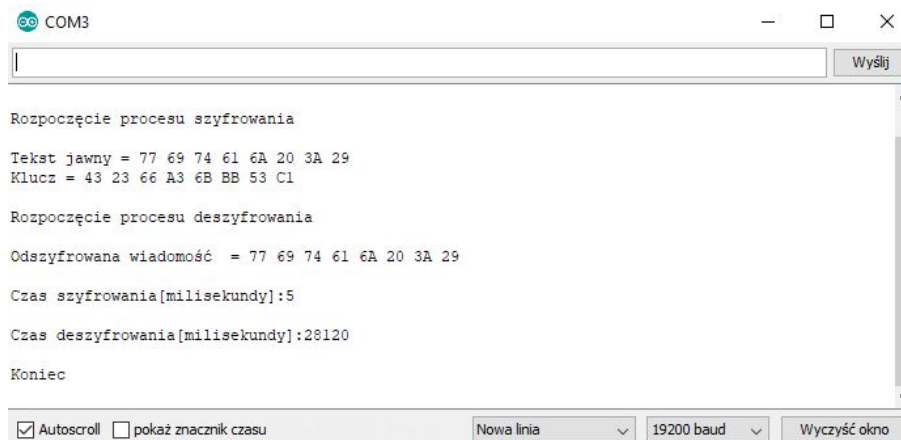 COM3
Wyślij
Rozpoczęcie procesu szyfrowania
Tekst jawny = 77 69 74 61 6A 20 3A 29
Klucz = 43 23 66 A3 6B BB 53 C1
Rozpoczęcie procesu deszyfrowania
Odszyfrowana wiadomość  = 77 69 74 61 6A 20 3A 29
Czas szyfrowania[milisekundy]:5
Czas deszyfrowania[milisekundy]:28120
Koniec
Autoscroll pokaż znacznik czasu Nowa linia 19200 baud Wyczyść okno